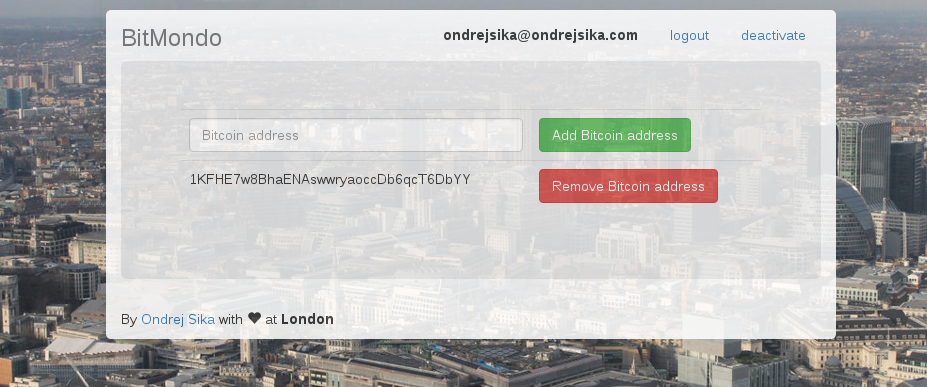 BitMondo
ondrejsika@ondrejsika.com logout deactivate
Bitcoin address Add Bitcoin address
1KFHE7w8BhaENAswwryaoccDb6qcT6DbYY Remove Bitcoin address
By Ondrej Sika with ♥ at London